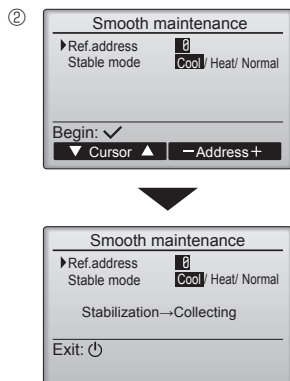 ②
Smooth maintenance
▶Ref.address 0
Stable mode Cool / Heat/ Normal
Begin: ✓
▼ Cursor ▲ －Address＋
Smooth maintenance
▶Ref.address 0
Stable mode Cool / Heat/ Normal
Stabilization→Collecting
Exit: ⏻